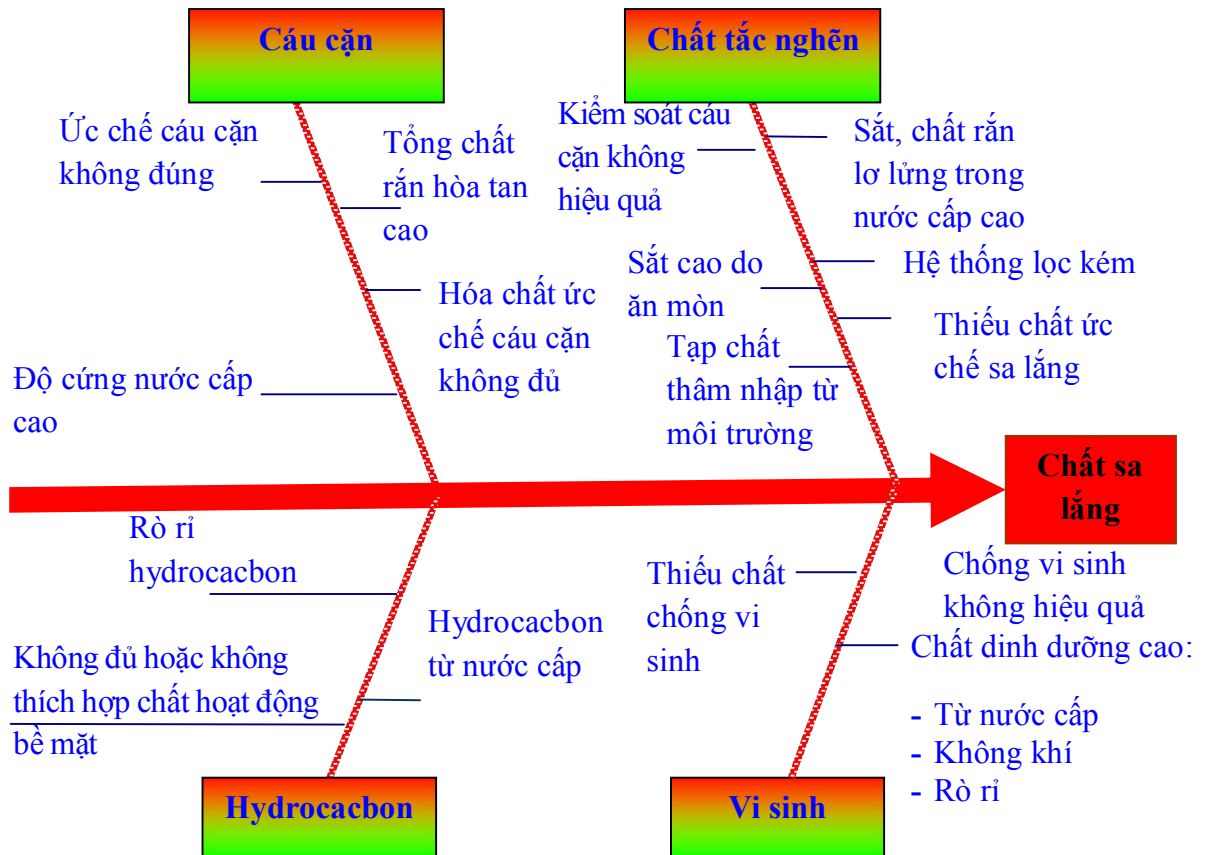 Cáu cặn
Chất tắc nghẽn
Ức chế cáu cặn
không đúng
Tổng chất
rắn hòa tan
cao
Hóa chất ức
chế cáu cặn
không đủ
Độ cứng nước cấp
cao
Kiểm soát cáu
cặn không
hiệu quả
Sắt, chất rắn
lơ lửng trong
nước cấp cao
Sắt cao do
ăn mòn
Hệ thống lọc kém
Tạp chất
thâm nhập từ
môi trường
Thiếu chất ức
chế sa lắng
Chất sa
lắng
Rò rỉ
hydrocacbon
Hydrocacbon
từ nước cấp
Không đủ hoặc không
thích hợp chất hoạt động
bề mặt
Thiếu chất
chống vi
sinh
Chống vi sinh
không hiệu quả
Chất dinh dưỡng cao:
- Từ nước cấp
- Không khí
- Rò rỉ
Hydrocacbon
Vi sinh